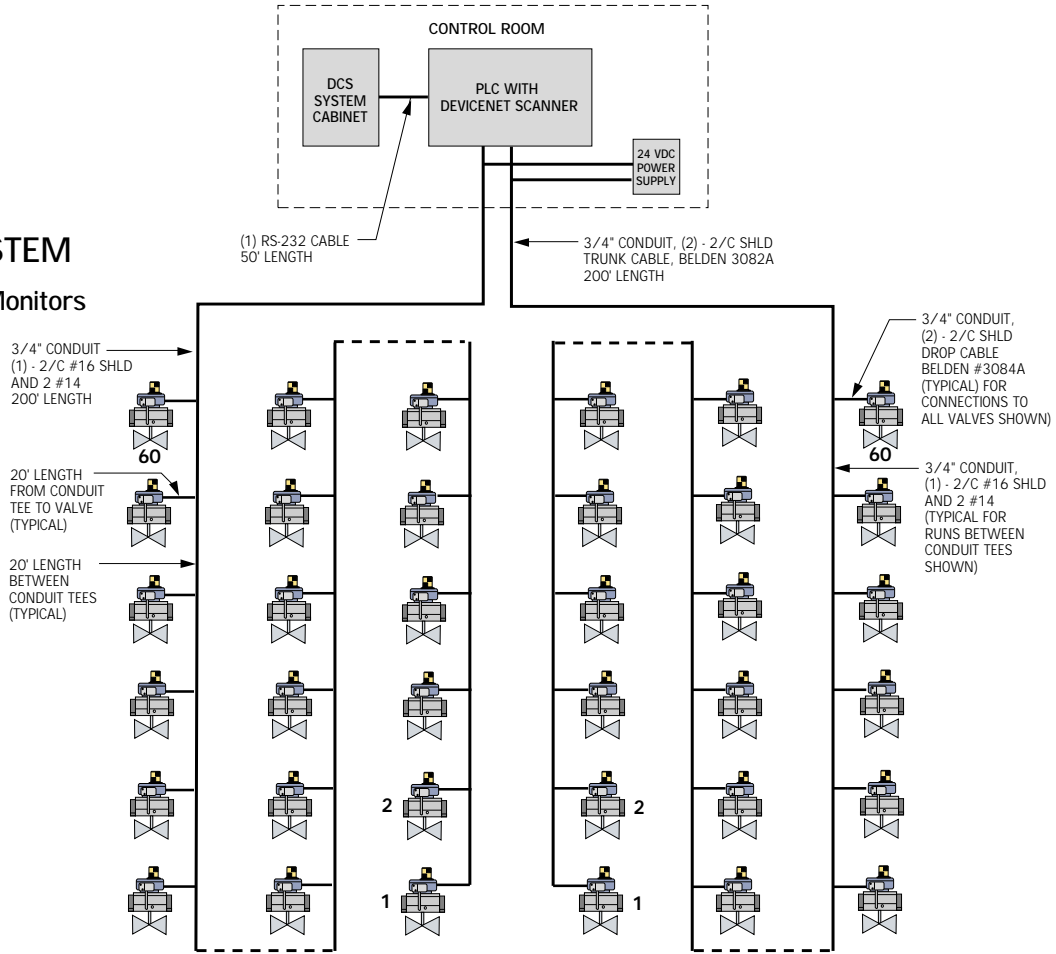 CONTROL ROOM
DCS
SYSTEM
CABINET
PLC WITH
DEVICENET SCANNER
24 VDC
POWER
SUPPLY
(1) RS-232 CABLE
50' LENGTH
3/4" CONDUIT, (2) - 2/C SHLD
TRUNK CABLE, BELDEN 3082A
200' LENGTH
STEM
Monitors
3/4" CONDUIT
(1) - 2/C #16 SHLD
AND 2 #14
200' LENGTH
60
20' LENGTH
FROM CONDUIT
TEE TO VALVE
(TYPICAL)
20' LENGTH
BETWEEN
CONDUIT TEES
(TYPICAL)
3/4" CONDUIT,
(2) - 2/C SHLD
DROP CABLE
BELDEN #3084A
(TYPICAL) FOR
CONNECTIONS TO
ALL VALVES SHOWN)
60
3/4" CONDUIT,
(1) - 2/C #16 SHLD
AND 2 #14
(TYPICAL FOR
RUNS BETWEEN
CONDUIT TEES
SHOWN)
2
2
1
1